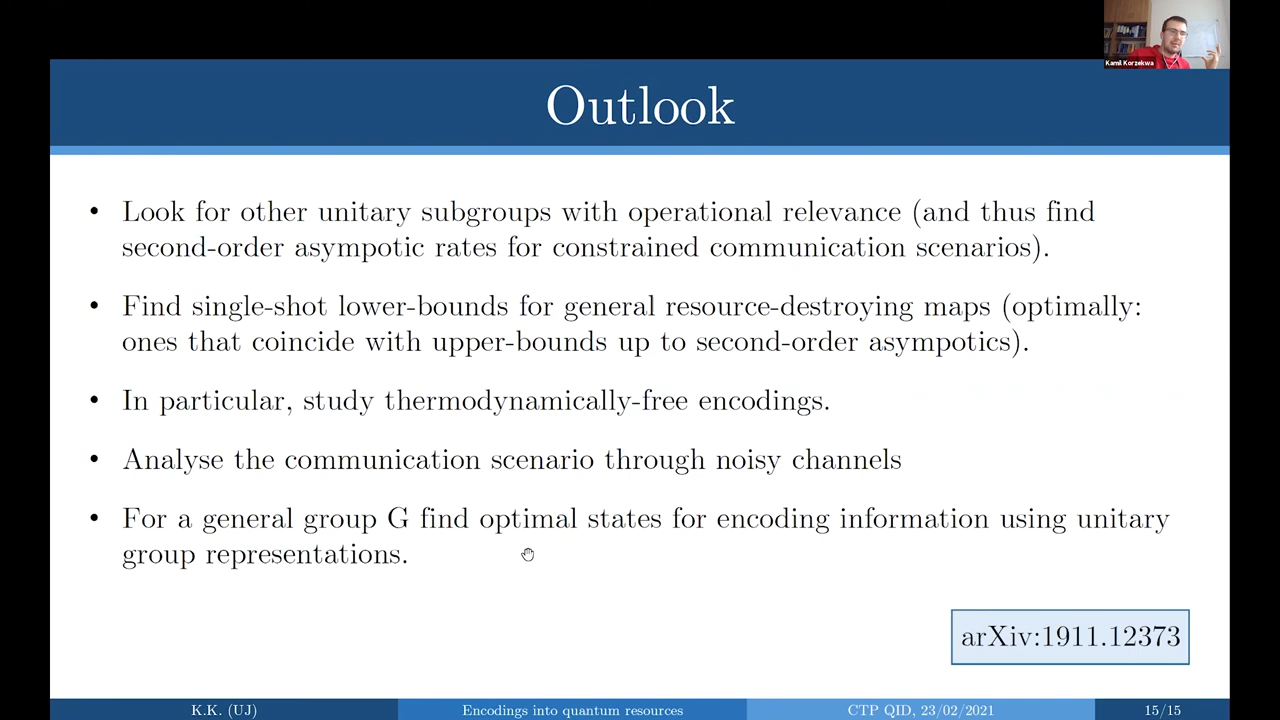 Kamil Korzekwa
Outlook
• Look for other unitary subgroups with operational relevance (and thus find
second-order asympotic rates for constrained communication scenarios).
• Find single-shot lower-bounds for general resource-destroying maps (optimally:
ones that coincide with upper-bounds up to second-order asympotics).
• In particular, study thermodynamically-free encodings.
• Analyse the communication scenario through noisy channels
• For a general group G find optimal states for encoding information using unitary
group representations.
arXiv:1911.12373
K.K. (UJ) Encodings into quantum resources CTP QID, 23/02/2021 15/15